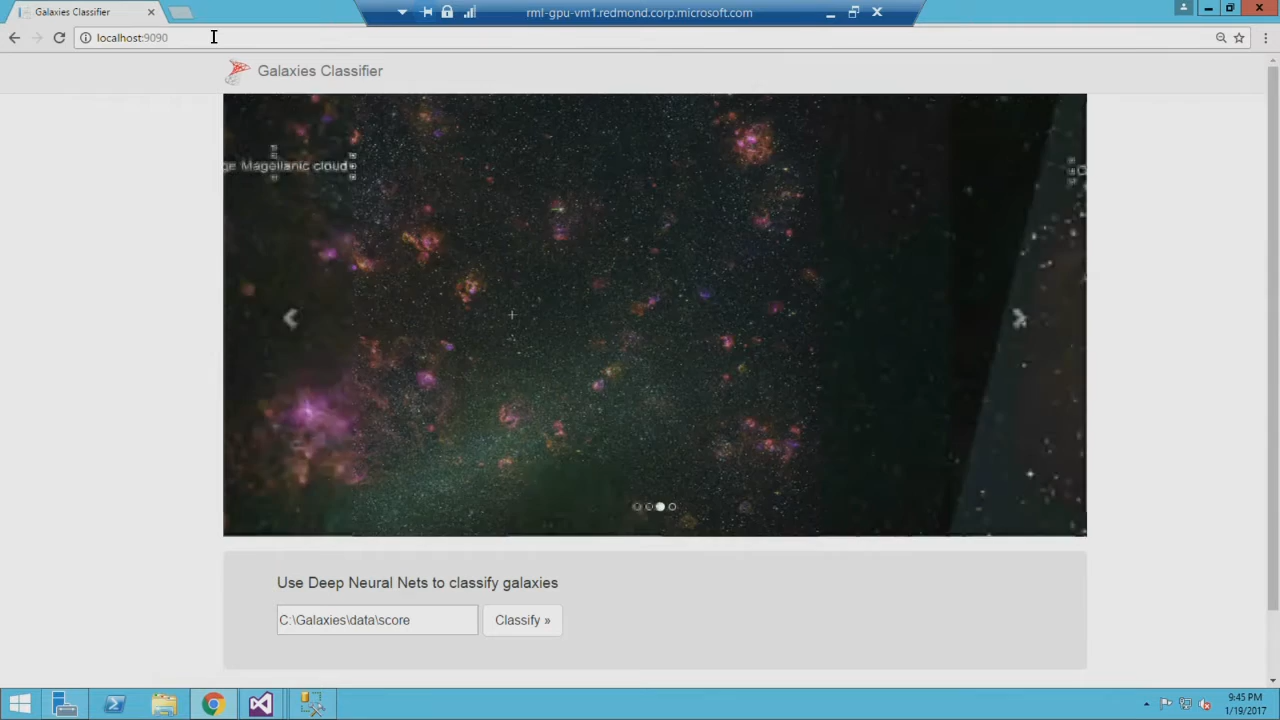 Galaxies Classifier
rml-gpu-vm1.redmond.corp.microsoft.com
localhost:9090
Galaxies Classifier
ge Magellanic cloud
Use Deep Neural Nets to classify galaxies
C:\Galaxies\data\score
Classify »
9:45 PM
1/19/2017